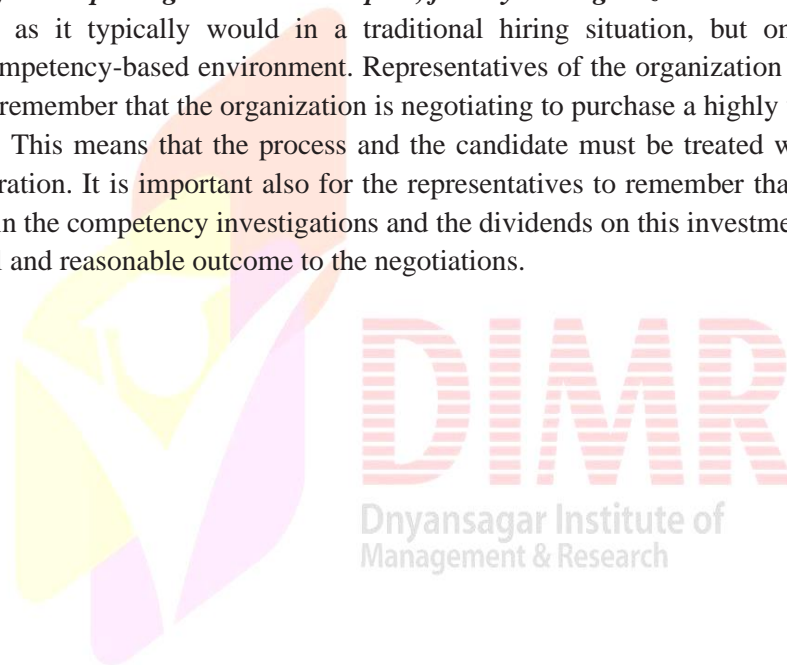 as it typically would in a traditional hiring situation, but on
mpetency-based environment. Representatives of the organization
remember that the organization is negotiating to purchase a highly
This means that the process and the candidate must be treated w
ration. It is important also for the representatives to remember tha
in the competency investigations and the dividends on this investme
and reasonable outcome to the negotiations.
DIMR
Dnyansagar Institute of
Management & Research